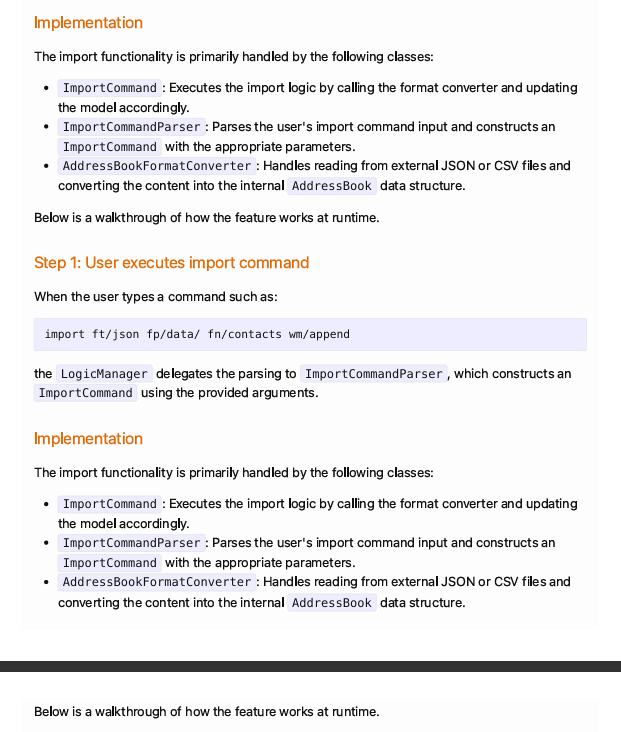 Implementation
The import functionality is primarily handled by the following classes:
• ImportCommand : Executes the import logic by calling the format converter and updating
the model accordingly.
• ImportCommandParser : Parses the user's import command input and constructs an
ImportCommand with the appropriate parameters.
• AddressBookFormatConverter : Handles reading from external JSON or CSV files and
converting the content into the internal AddressBook data structure.
Below is a walkthrough of how the feature works at runtime.
Step 1: User executes import command
When the user types a command such as:
import ft/json fp/data/ fn/contacts wm/append
the LogicManager delegates the parsing to ImportCommandParser , which constructs an
ImportCommand using the provided arguments.
Implementation
The import functionality is primarily handled by the following classes:
• ImportCommand : Executes the import logic by calling the format converter and updating
the model accordingly.
• ImportCommandParser : Parses the user's import command input and constructs an
ImportCommand with the appropriate parameters.
• AddressBookFormatConverter : Handles reading from external JSON or CSV files and
converting the content into the internal AddressBook data structure.
Below is a walkthrough of how the feature works at runtime.